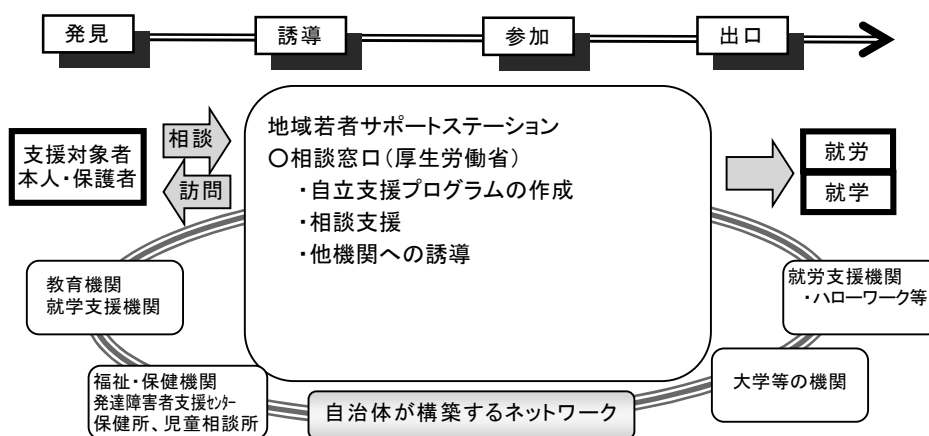 発見
誘導
参加
出口
相談
訪問
支援対象者
本人・保護者
地域若者サポートステーション
〇相談窓口（厚生労働省）
・自立支援プログラムの作成
・相談支援
・他機関への誘導
就労
就学
教育機関
就学支援機関
就労支援機関
・ハローワーク等
福祉・保健機関
発達障害者支援ｾﾝﾀｰ
保健所、児童相談所
大学等の機関
自治体が構築するネットワーク